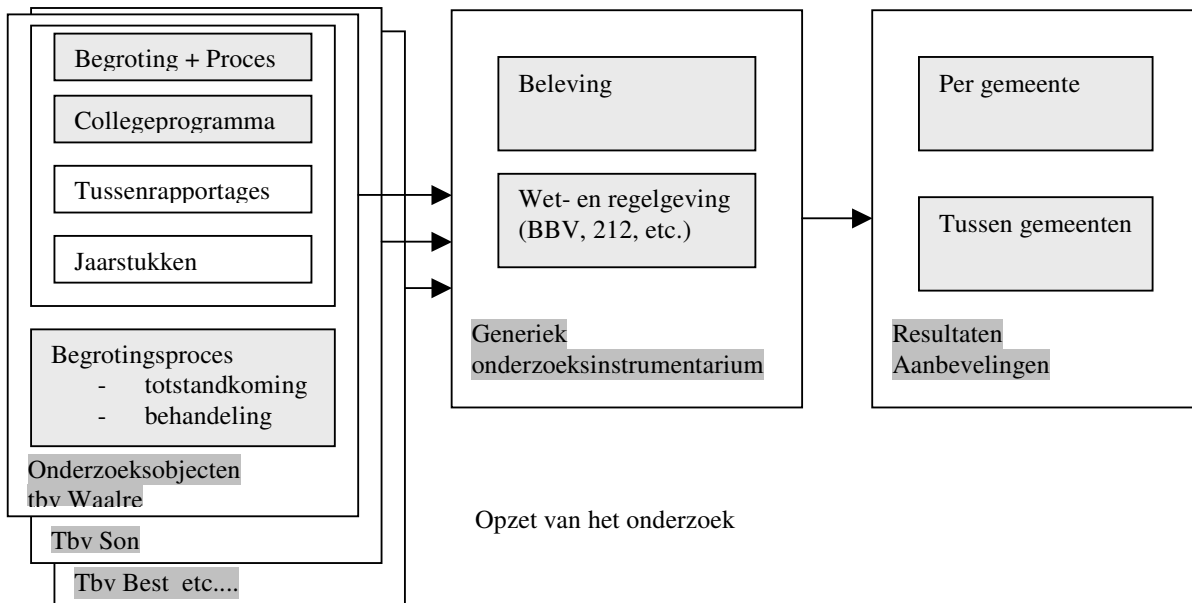 Begroting + Proces
Collegeprogramma
Tussenrapportages
Jaarstukken
Begrotingsproces
- totstandkoming
- behandeling
Onderzoeksobjecten
tbv Waalre
Tbv Son
Tbv Best etc....
Beleving
Wet- en regelgeving
(BBV, 212, etc.)
Generiek
onderzoeksinstrumentarium
Per gemeente
Tussen gemeenten
Resultaten
Aanbevelingen
Opzet van het onderzoek